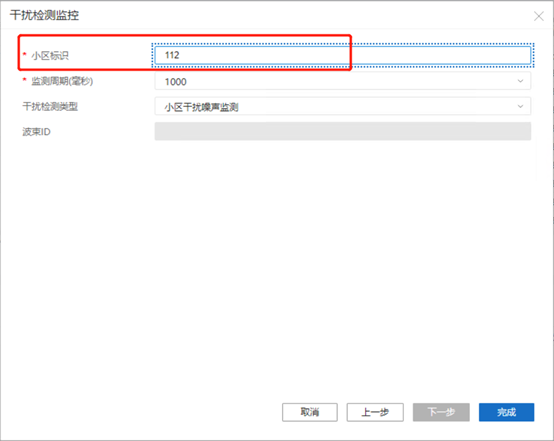 干扰检测监控
* 小区标识 112
* 监测周期(毫秒) 1000
干扰检测类型 小区干扰噪声监测
波束ID
取消 上一步 下一步 完成